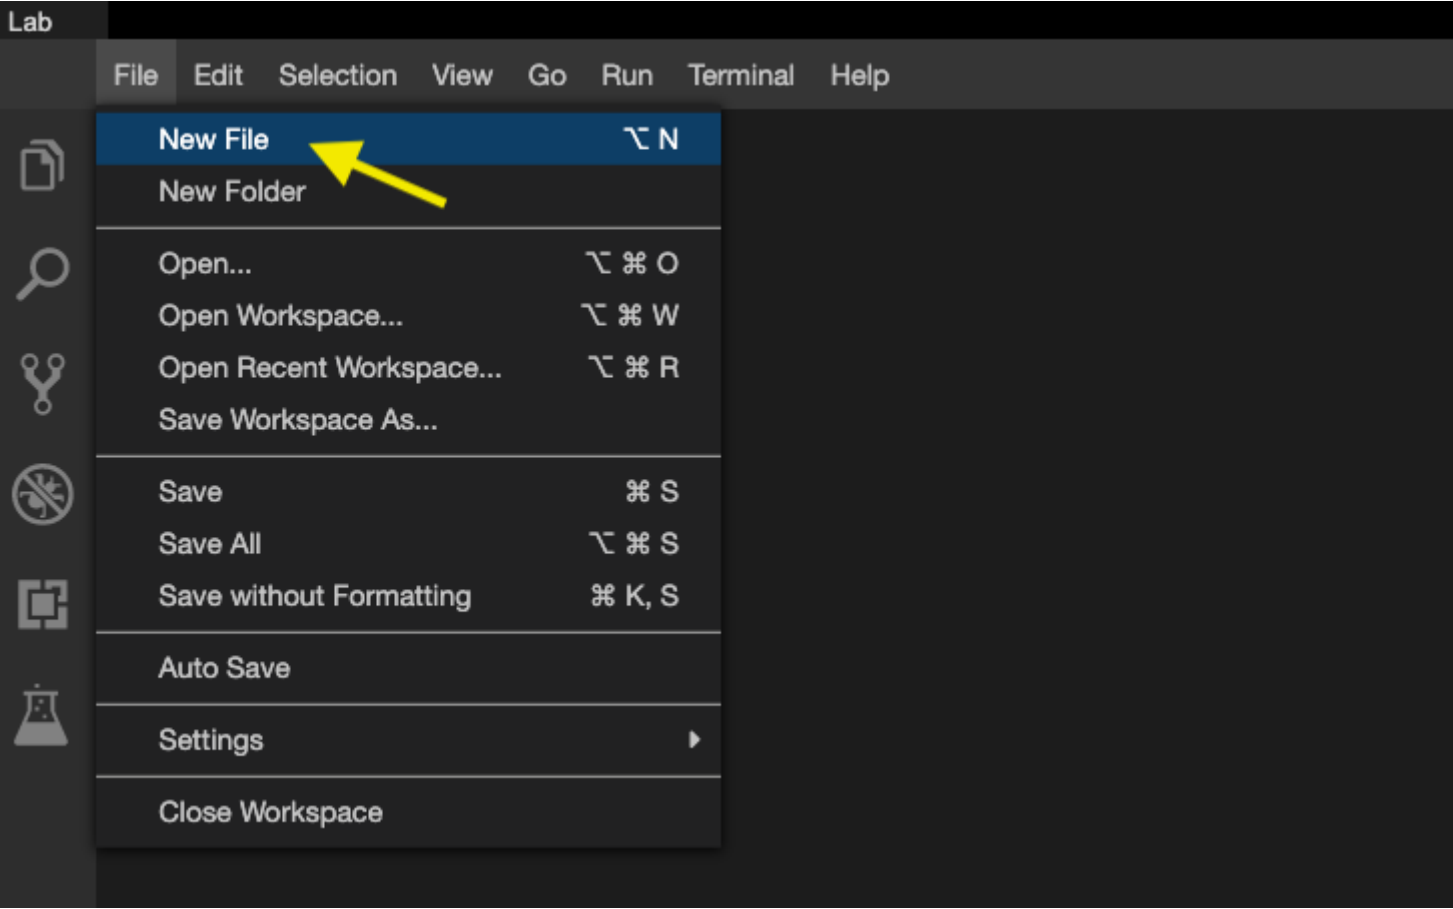 Lab
File Edit Selection View Go Run Terminal Help
New File ⌥ N
New Folder
Open... ⌥ ⌘ O
Open Workspace... ⌥ ⌘ W
Open Recent Workspace... ⌥ ⌘ R
Save Workspace As...
Save ⌘ S
Save All ⌥ ⌘ S
Save without Formatting ⌘ K, S
Auto Save
Settings
Close Workspace